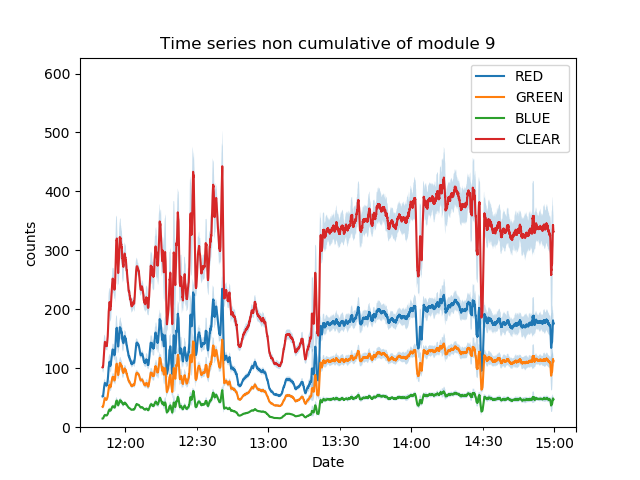 Time series non cumulative of module 9
RED
GREEN
BLUE
CLEAR
600
500
400
300
200
100
0
counts
12:00 12:30 13:00 13:30 14:00 14:30 15:00
Date